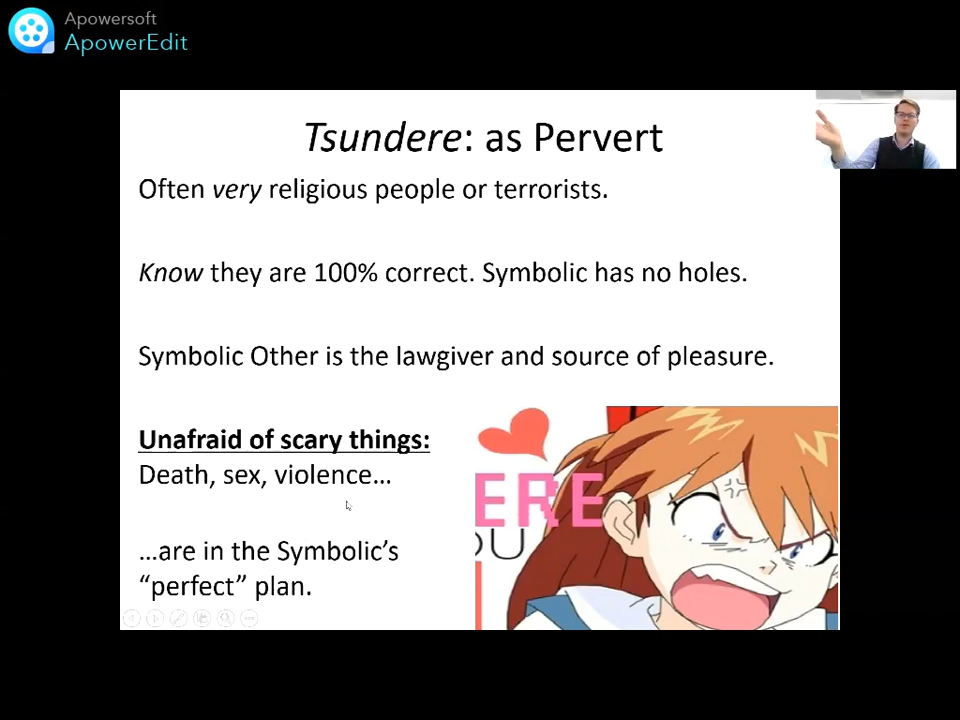 Apowersoft
ApowerEdit
Tsundere: as Pervert
Often very religious people or terrorists.
Know they are 100% correct. Symbolic has no holes.
Symbolic Other is the lawgiver and source of pleasure.
Unafraid of scary things:
Death, sex, violence…
…are in the Symbolic’s
“perfect” plan.
ERE
OU